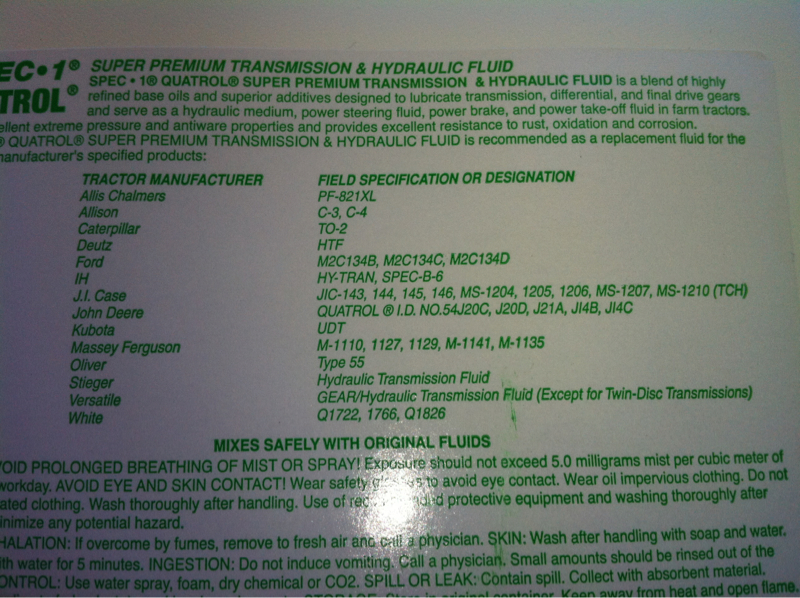 EC•1® SUPER PREMIUM TRANSMISSION & HYDRAULIC FLUID
TROL® SPEC • 1® QUATROL® SUPER PREMIUM TRANSMISSION & HYDRAULIC FLUID is a blend of highly
refined base oils and superior additives designed to lubricate transmission, differential, and final drive gears
and serve as a hydraulic medium, power steering fluid, power brake, and power take-off fluid in farm tractors.
ellent extreme pressure and antiware properties and provides excellent resistance to rust, oxidation and corrosion.
® QUATROL® SUPER PREMIUM TRANSMISSION & HYDRAULIC FLUID is recommended as a replacement fluid for the
manufacturer's specified products:
TRACTOR MANUFACTURER FIELD SPECIFICATION OR DESIGNATION
Allis Chalmers PF-821XL
Allison C-3, C-4
Caterpillar TO-2
Deutz HTF
Ford M2C134B, M2C134C, M2C134D
IH HY-TRAN, SPEC-B-6
J.I. Case JIC-143, 144, 145, 146, MS-1204, 1205, 1206, MS-1207, MS-1210 (TCH)
John Deere QUATROL ® I.D. NO.54J20C, J20D, J21A, JI4B, JI4C
Kubota UDT
Massey Ferguson M-1110, 1127, 1129, M-1141, M-1135
Oliver Type 55
Stieger Hydraulic Transmission Fluid
Versatile GEAR/Hydraulic Transmission Fluid (Except for Twin-Disc Transmissions)
White Q1722, 1766, Q1826
MIXES SAFELY WITH ORIGINAL FLUIDS
VOID PROLONGED BREATHING OF MIST OR SPRAY! Exposure should not exceed 5.0 milligrams mist per cubic meter of
workday. AVOID EYE AND SKIN CONTACT! Wear safety to avoid eye contact. Wear oil impervious clothing. Do not
ated clothing. Wash thoroughly after handling. Use of protective equipment and washing thoroughly after
inimize any potential hazard.
HALATION: If overcome by fumes, remove to fresh air and call a physician. SKIN: Wash after handling with soap and water.
ith water for 5 minutes. INGESTION: Do not induce vomiting. Call a physician. Small amounts should be rinsed out of the
ONTROL: Use water spray, foam, dry chemical or CO2. SPILL OR LEAK: Contain spill. Collect with absorbent material.
STORAGE: Store in original container. Keep away from heat and open flame.